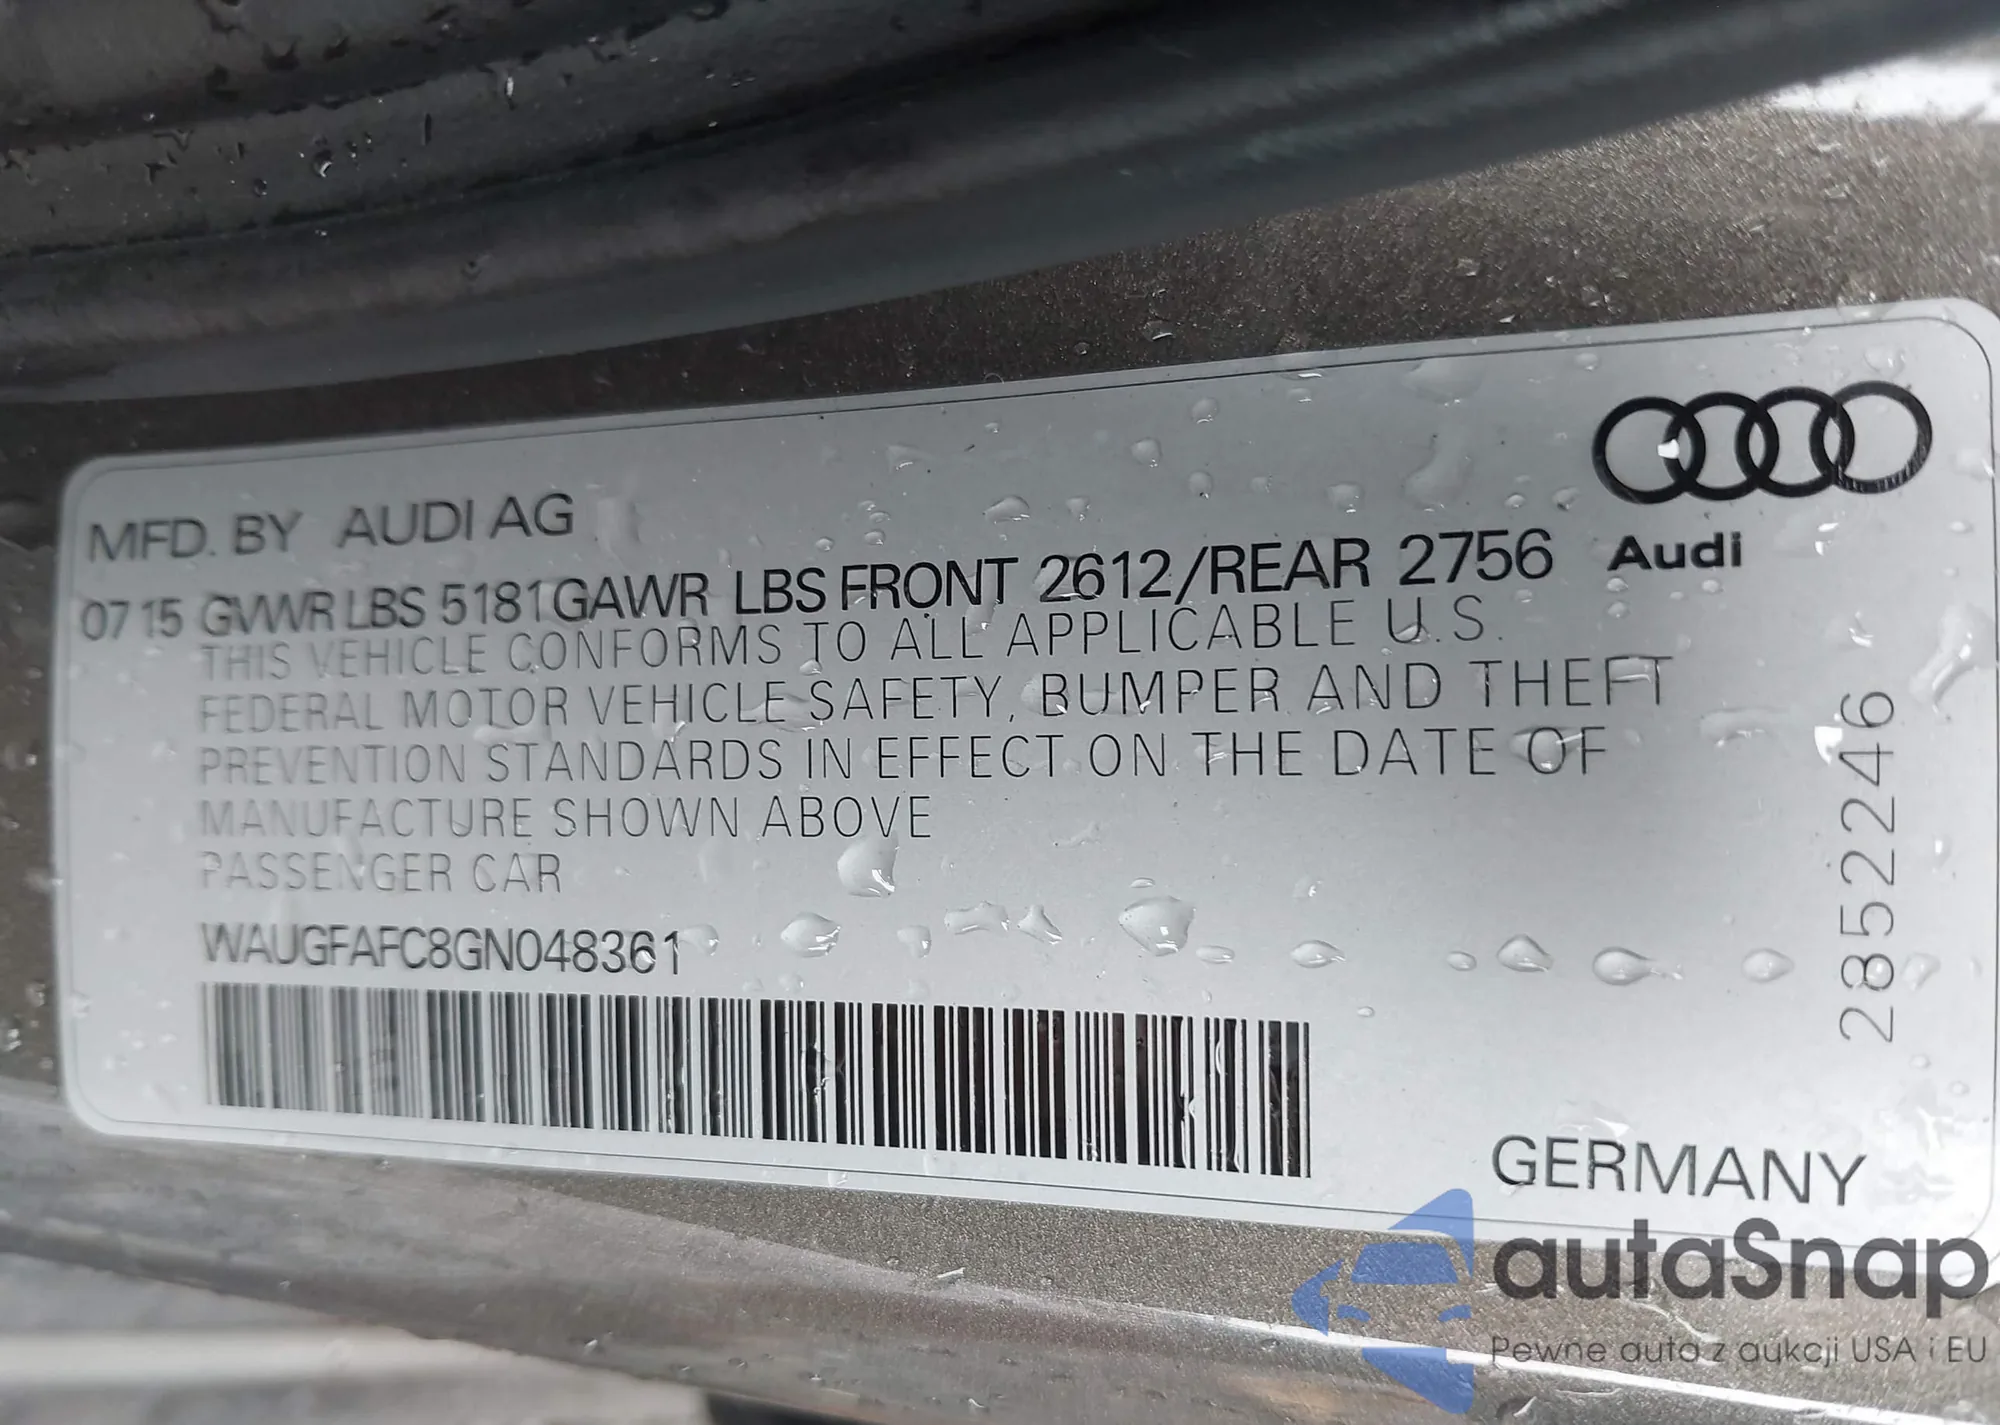 MFD. BY AUDI AG
07 15 GVWR LBS 5181 GAWR LBS FRONT 2612/REAR 2756
Audi
THIS VEHICLE CONFORMS TO ALL APPLICABLE U.S.
FEDERAL MOTOR VEHICLE SAFETY, BUMPER AND THEFT
PREVENTION STANDARDS IN EFFECT ON THE DATE OF
MANUFACTURE SHOWN ABOVE
PASSENGER CAR
WAUGFAFC8GN048361
2852246
GERMANY
autaSnap
Pewne auta z aukcji USA i EU